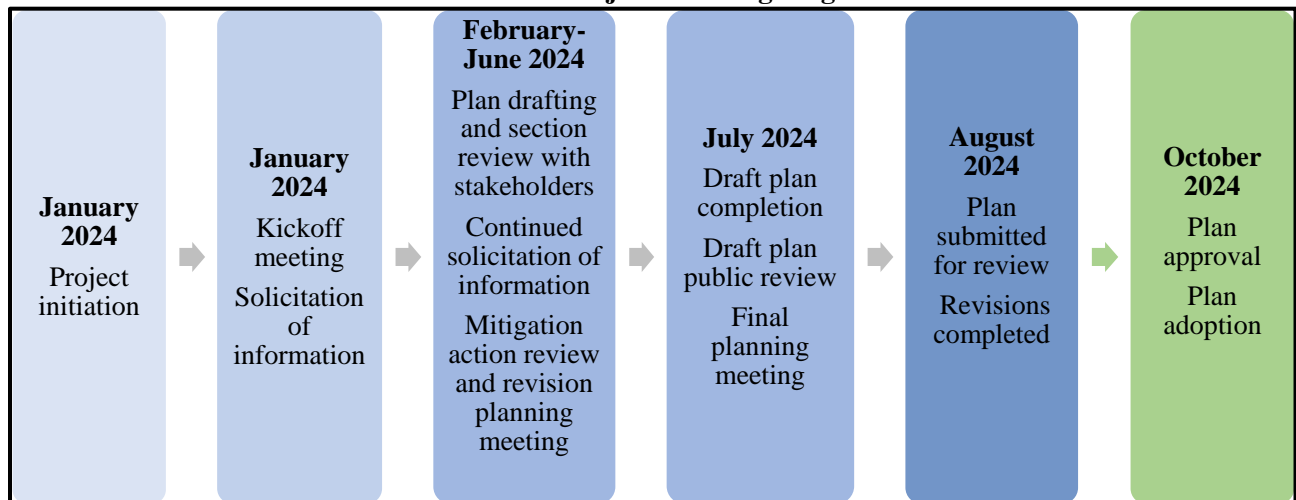 January
2024
Project
initiation
January
2024
Kickoff
meeting
Solicitation
of
information
February-
June 2024
Plan drafting
and section
review with
stakeholders
Continued
solicitation of
information
Mitigation
action review
and revision
planning
meeting
July 2024
Draft plan
completion
Draft plan
public review
Final
planning
meeting
August
2024
Plan
submitted
for review
Revisions
completed
October
2024
Plan
approval
Plan
adoption